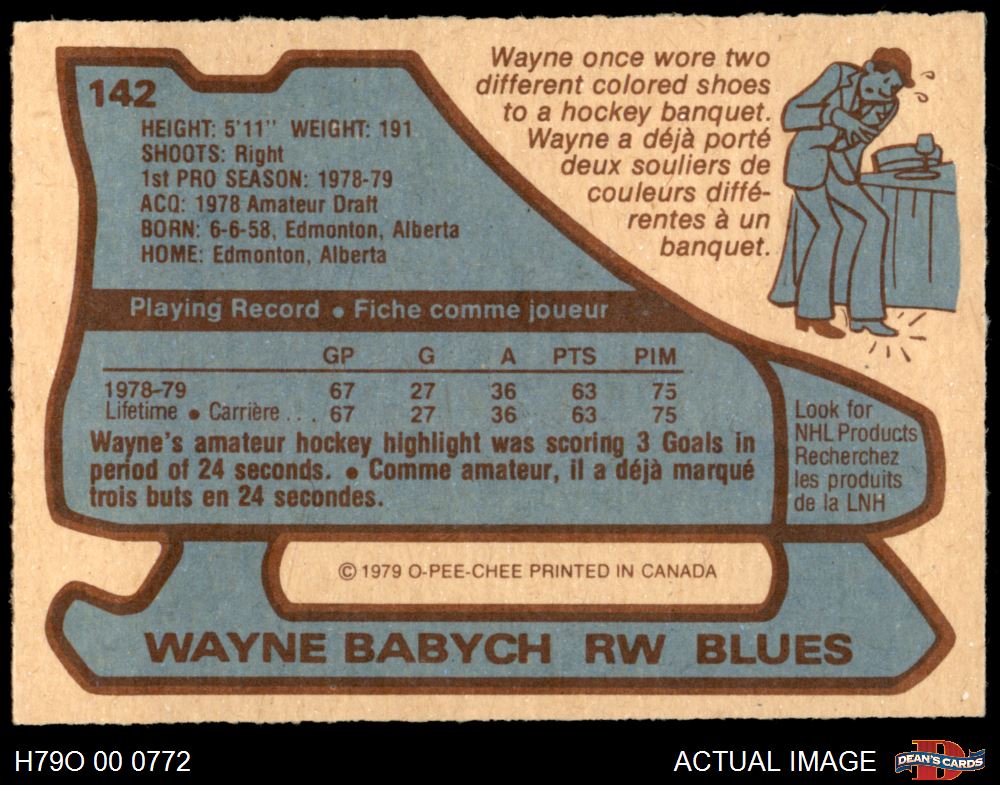 142
HEIGHT: 5'11" WEIGHT: 191
SHOOTS: Right
1st PRO SEASON: 1978-79
ACQ: 1978 Amateur Draft
BORN: 6-6-58, Edmonton, Alberta
HOME: Edmonton, Alberta
Wayne once wore two
different colored shoes
to a hockey banquet.
Wayne a déjà porté
deux souliers de
couleurs diffé-
rentes à un
banquet.
Playing Record • Fiche comme joueur
GP G A PTS PIM
1978-79 67 27 36 63 75
Lifetime • Carrière . . . 67 27 36 63 75
Wayne's amateur hockey highlight was scoring 3 Goals in
period of 24 seconds. • Comme amateur, il a déjà marqué
trois buts en 24 secondes.
Look for
NHL Products
Recherchez
les produits
de la LNH
© 1979 O-PEE-CHEE PRINTED IN CANADA
WAYNE BABYCH RW BLUES
H79O 00 0772
ACTUAL IMAGE
D
DEAN'S CARDS